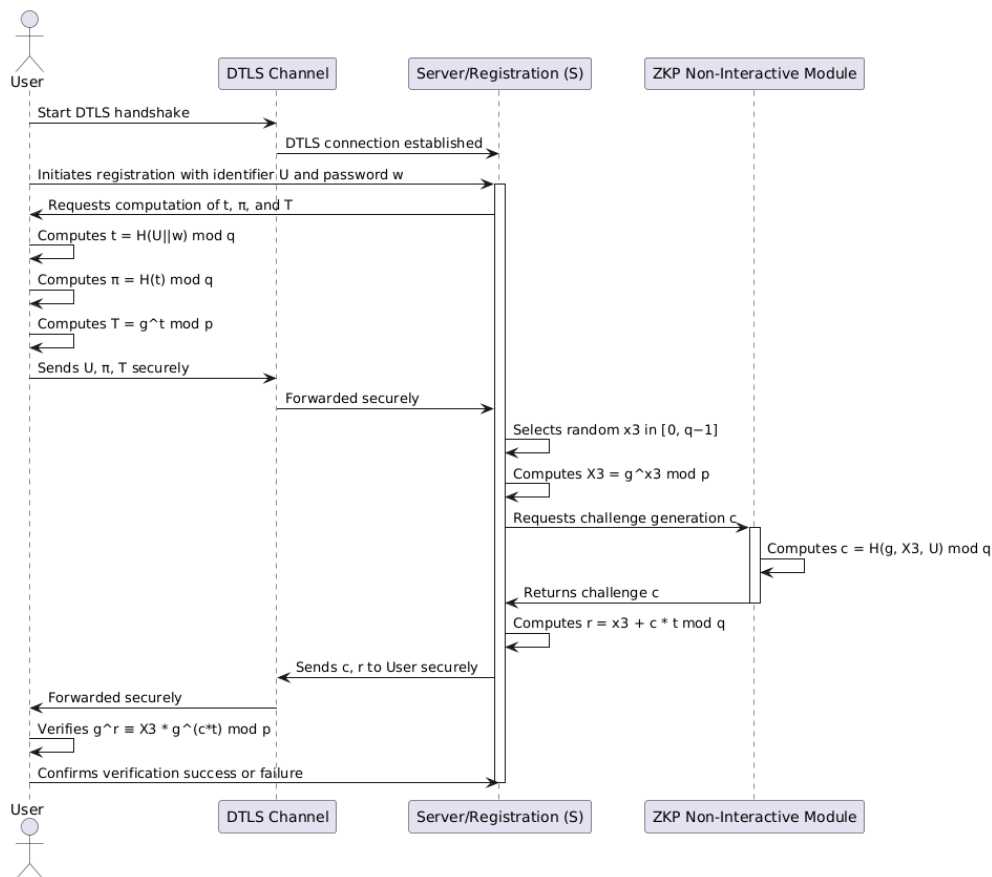 User
DTLS Channel
Server/Registration (S)
ZKP Non-Interactive Module
Start DTLS handshake
DTLS connection established
Initiates registration with identifier U and password w
Requests computation of t, π, and T
Computes t = H(U||w) mod q
Computes π = H(t) mod q
Computes T = g^t mod p
Sends U, π, T securely
Forwarded securely
Selects random x3 in [0, q−1]
Computes X3 = g^x3 mod p
Requests challenge generation c
Computes c = H(g, X3, U) mod q
Returns challenge c
Computes r = x3 + c * t mod q
Sends c, r to User securely
Forwarded securely
Verifies g^r ≡ X3 * g^(c*t) mod p
Confirms verification success or failure
User
DTLS Channel
Server/Registration (S)
ZKP Non-Interactive Module